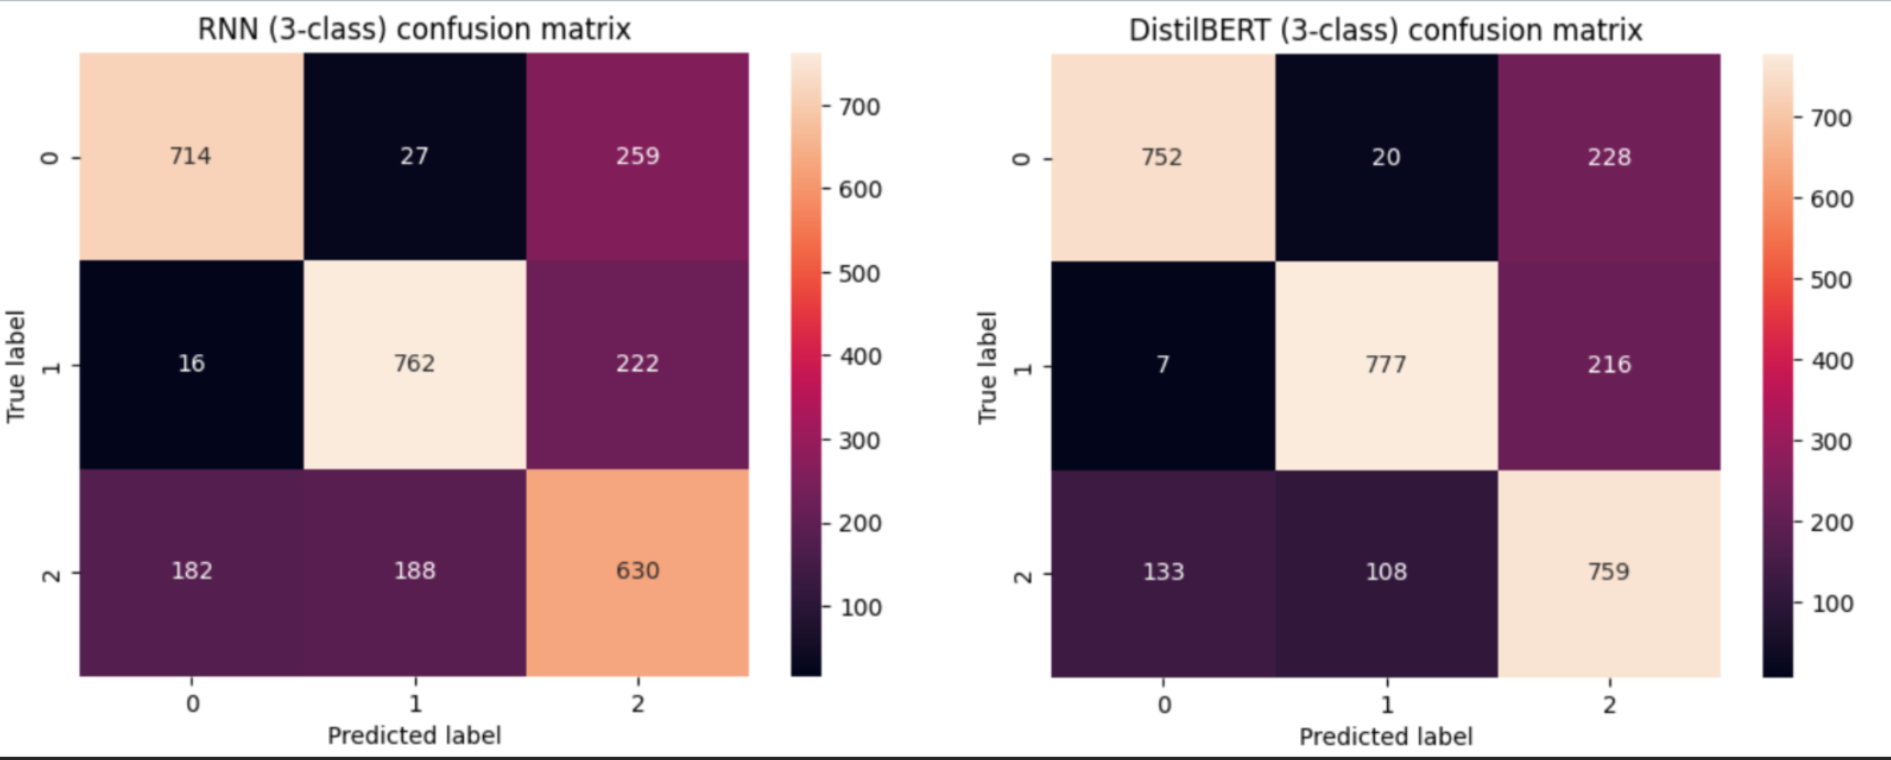 RNN (3-class) confusion matrix
714 27 259
16 762 222
182 188 630
0
1
2
True label
0 1 2
Predicted label
700
600
500
400
300
200
100
DistilBERT (3-class) confusion matrix
752 20 228
7 777 216
133 108 759
0
1
2
True label
0 1 2
Predicted label
700
600
500
400
300
200
100